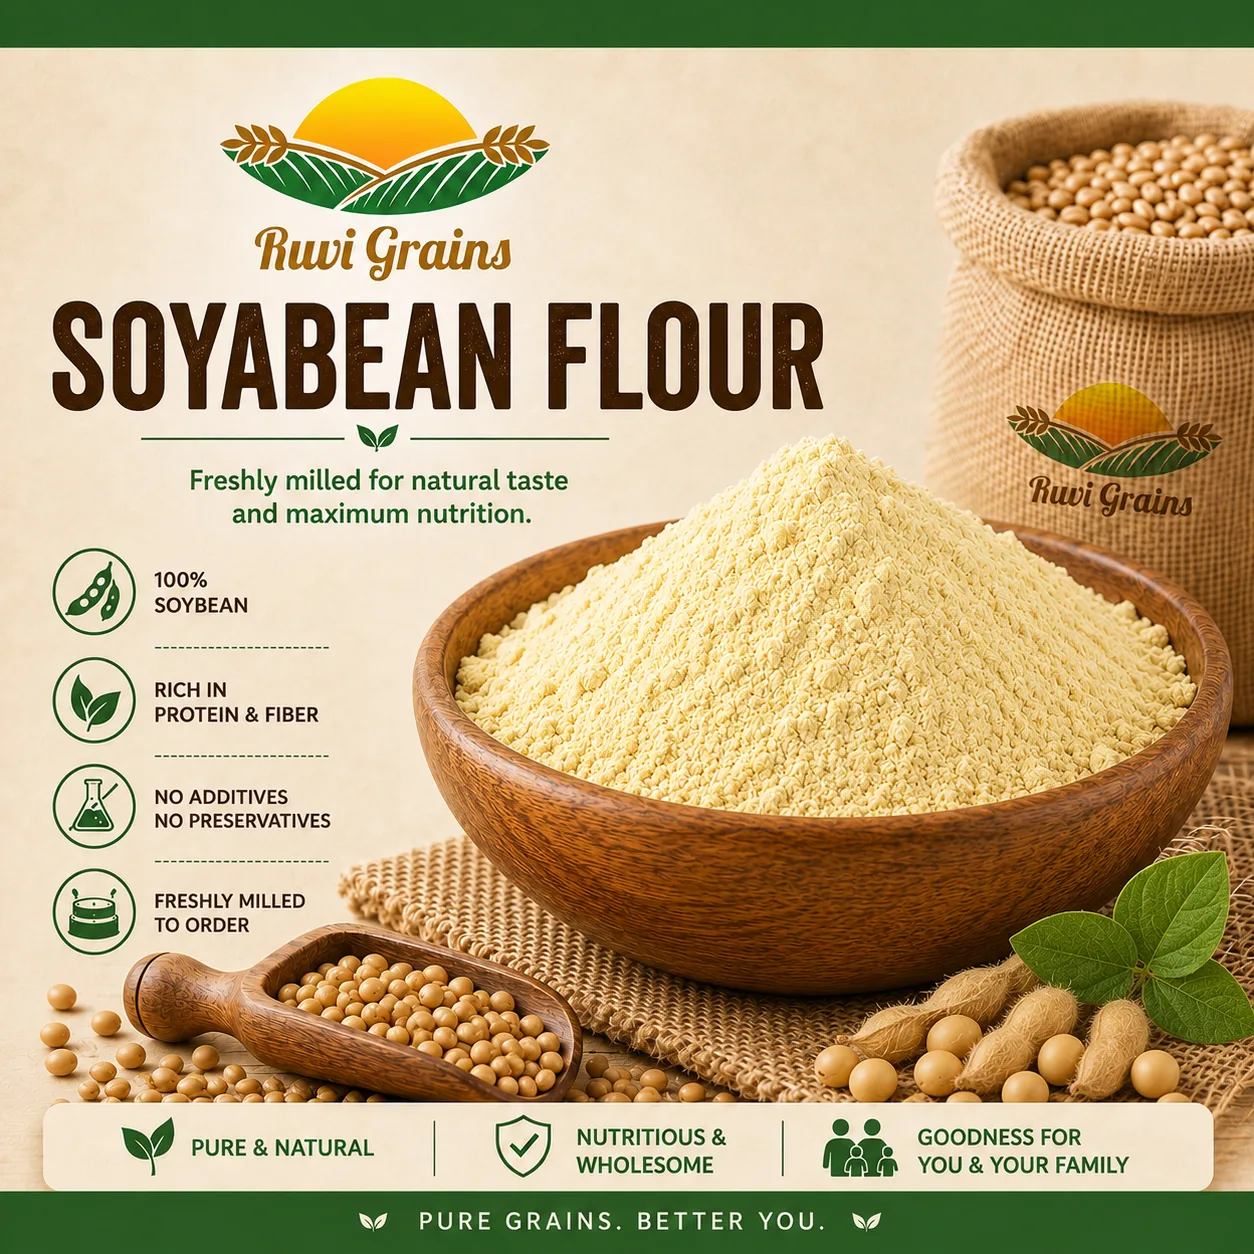 Ruvi Grains
SOYABEAN FLOUR
Freshly milled for natural taste
and maximum nutrition.
100%
SOYBEAN
RICH IN
PROTEIN & FIBER
NO ADDITIVES
NO PRESERVATIVES
FRESHLY MILLED
TO ORDER
Ruvi Grains
PURE & NATURAL
NUTRITIOUS &
WHOLESOME
GOODNESS FOR
YOU & YOUR FAMILY
PURE GRAINS. BETTER YOU.